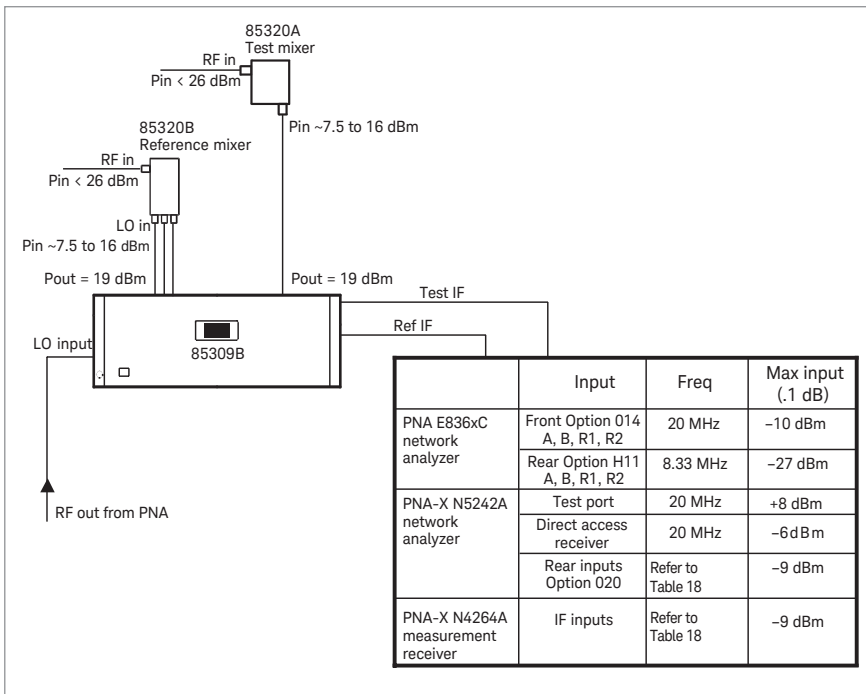 85320A
Test mixer
RF in
Pin < 26 dBm
Pin ~7.5 to 16 dBm
85320B
Reference mixer
RF in
Pin < 26 dBm
LO in
Pin ~7.5 to 16 dBm
Pout = 19 dBm
Pout = 19 dBm
Test IF
Ref IF
LO input
85309B
RF out from PNA
Input
Freq
Max input
(.1 dB)
PNA E836xC
network
analyzer
Front Option 014
A, B, R1, R2
20 MHz
–10 dBm
Rear Option H11
A, B, R1, R2
8.33 MHz
–27 dBm
PNA-X N5242A
network
analyzer
Test port
20 MHz
+8 dBm
Direct access
receiver
20 MHz
–6dBm
Rear inputs
Option 020
Refer to
Table 18
–9 dBm
PNA-X N4264A
measurement
receiver
IF inputs
Refer to
Table 18
–9 dBm